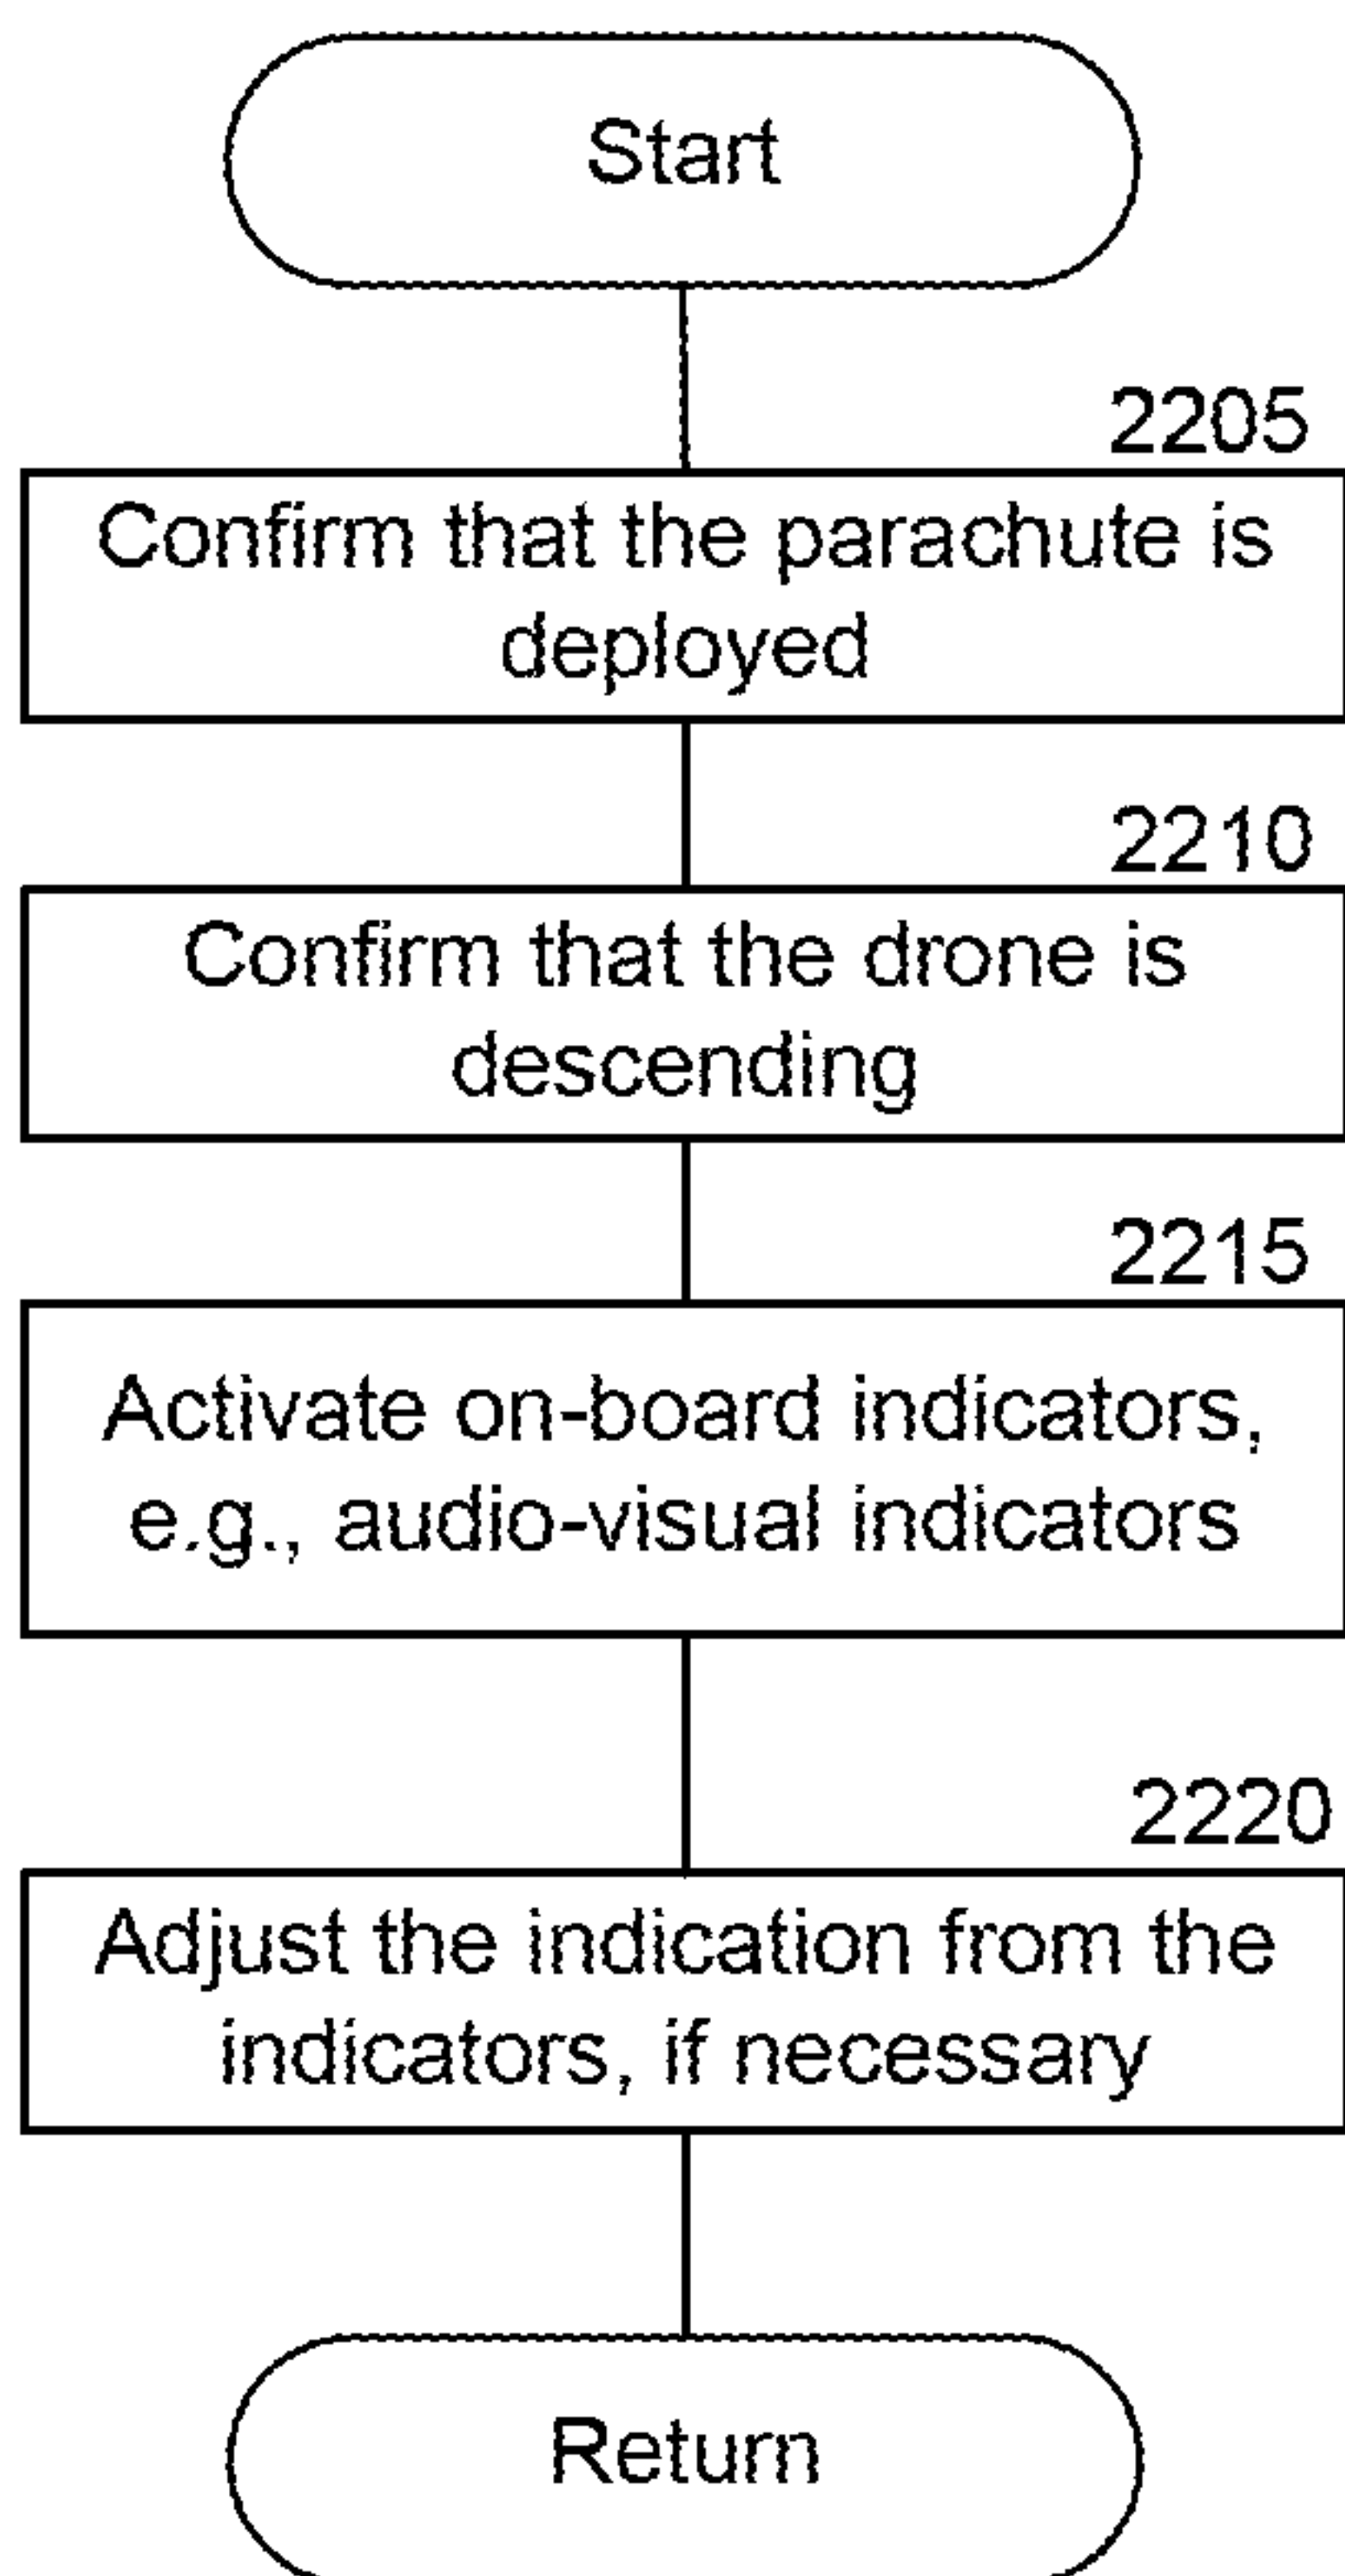 Start
2205
Confirm that the parachute is
deployed
2210
Confirm that the drone is
descending
2215
Activate on-board indicators,
e.g., audio-visual indicators
2220
Adjust the indication from the
indicators, if necessary
Return